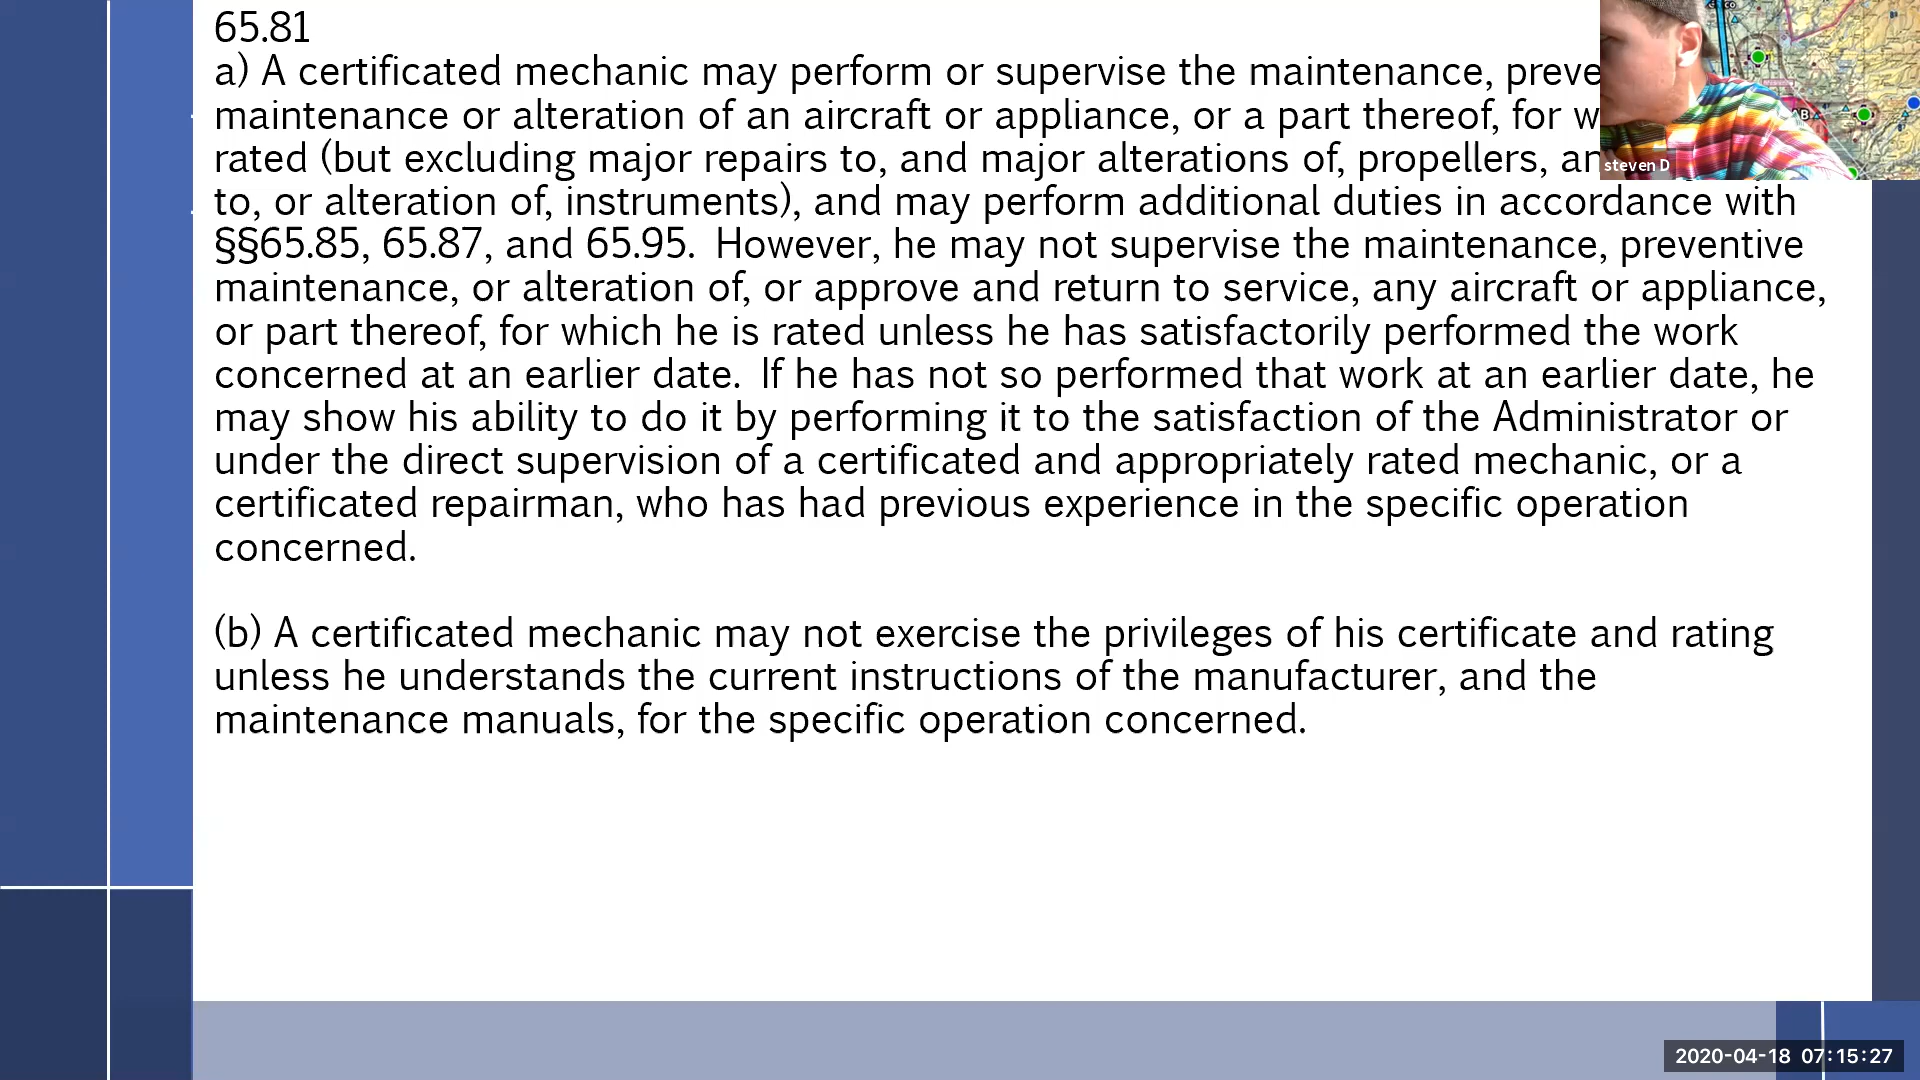 65.81
a) A certificated mechanic may perform or supervise the maintenance,
maintenance or alteration of an aircraft or appliance, or a part thereof, for
rated (but excluding major repairs to, and major alterations of, propellers,
to, or alteration of, instruments), and may perform additional duties in accordance with
§§65.85, 65.87, and 65.95. However, he may not supervise the maintenance, preventive
maintenance, or alteration of, or approve and return to service, any aircraft or appliance,
or part thereof, for which he is rated unless he has satisfactorily performed the work
concerned at an earlier date. If he has not so performed that work at an earlier date, he
may show his ability to do it by performing it to the satisfaction of the Administrator or
under the direct supervision of a certificated and appropriately rated mechanic, or a
certificated repairman, who has had previous experience in the specific operation
concerned.
(b) A certificated mechanic may not exercise the privileges of his certificate and rating
unless he understands the current instructions of the manufacturer, and the
maintenance manuals, for the specific operation concerned.
steven D
2020-04-18 07:15:27